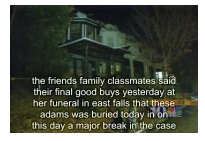 the friends family classmates said
their final good buys yesterday at
her funeral in east falls that these
adams was buried today in on
this day a major break in the case